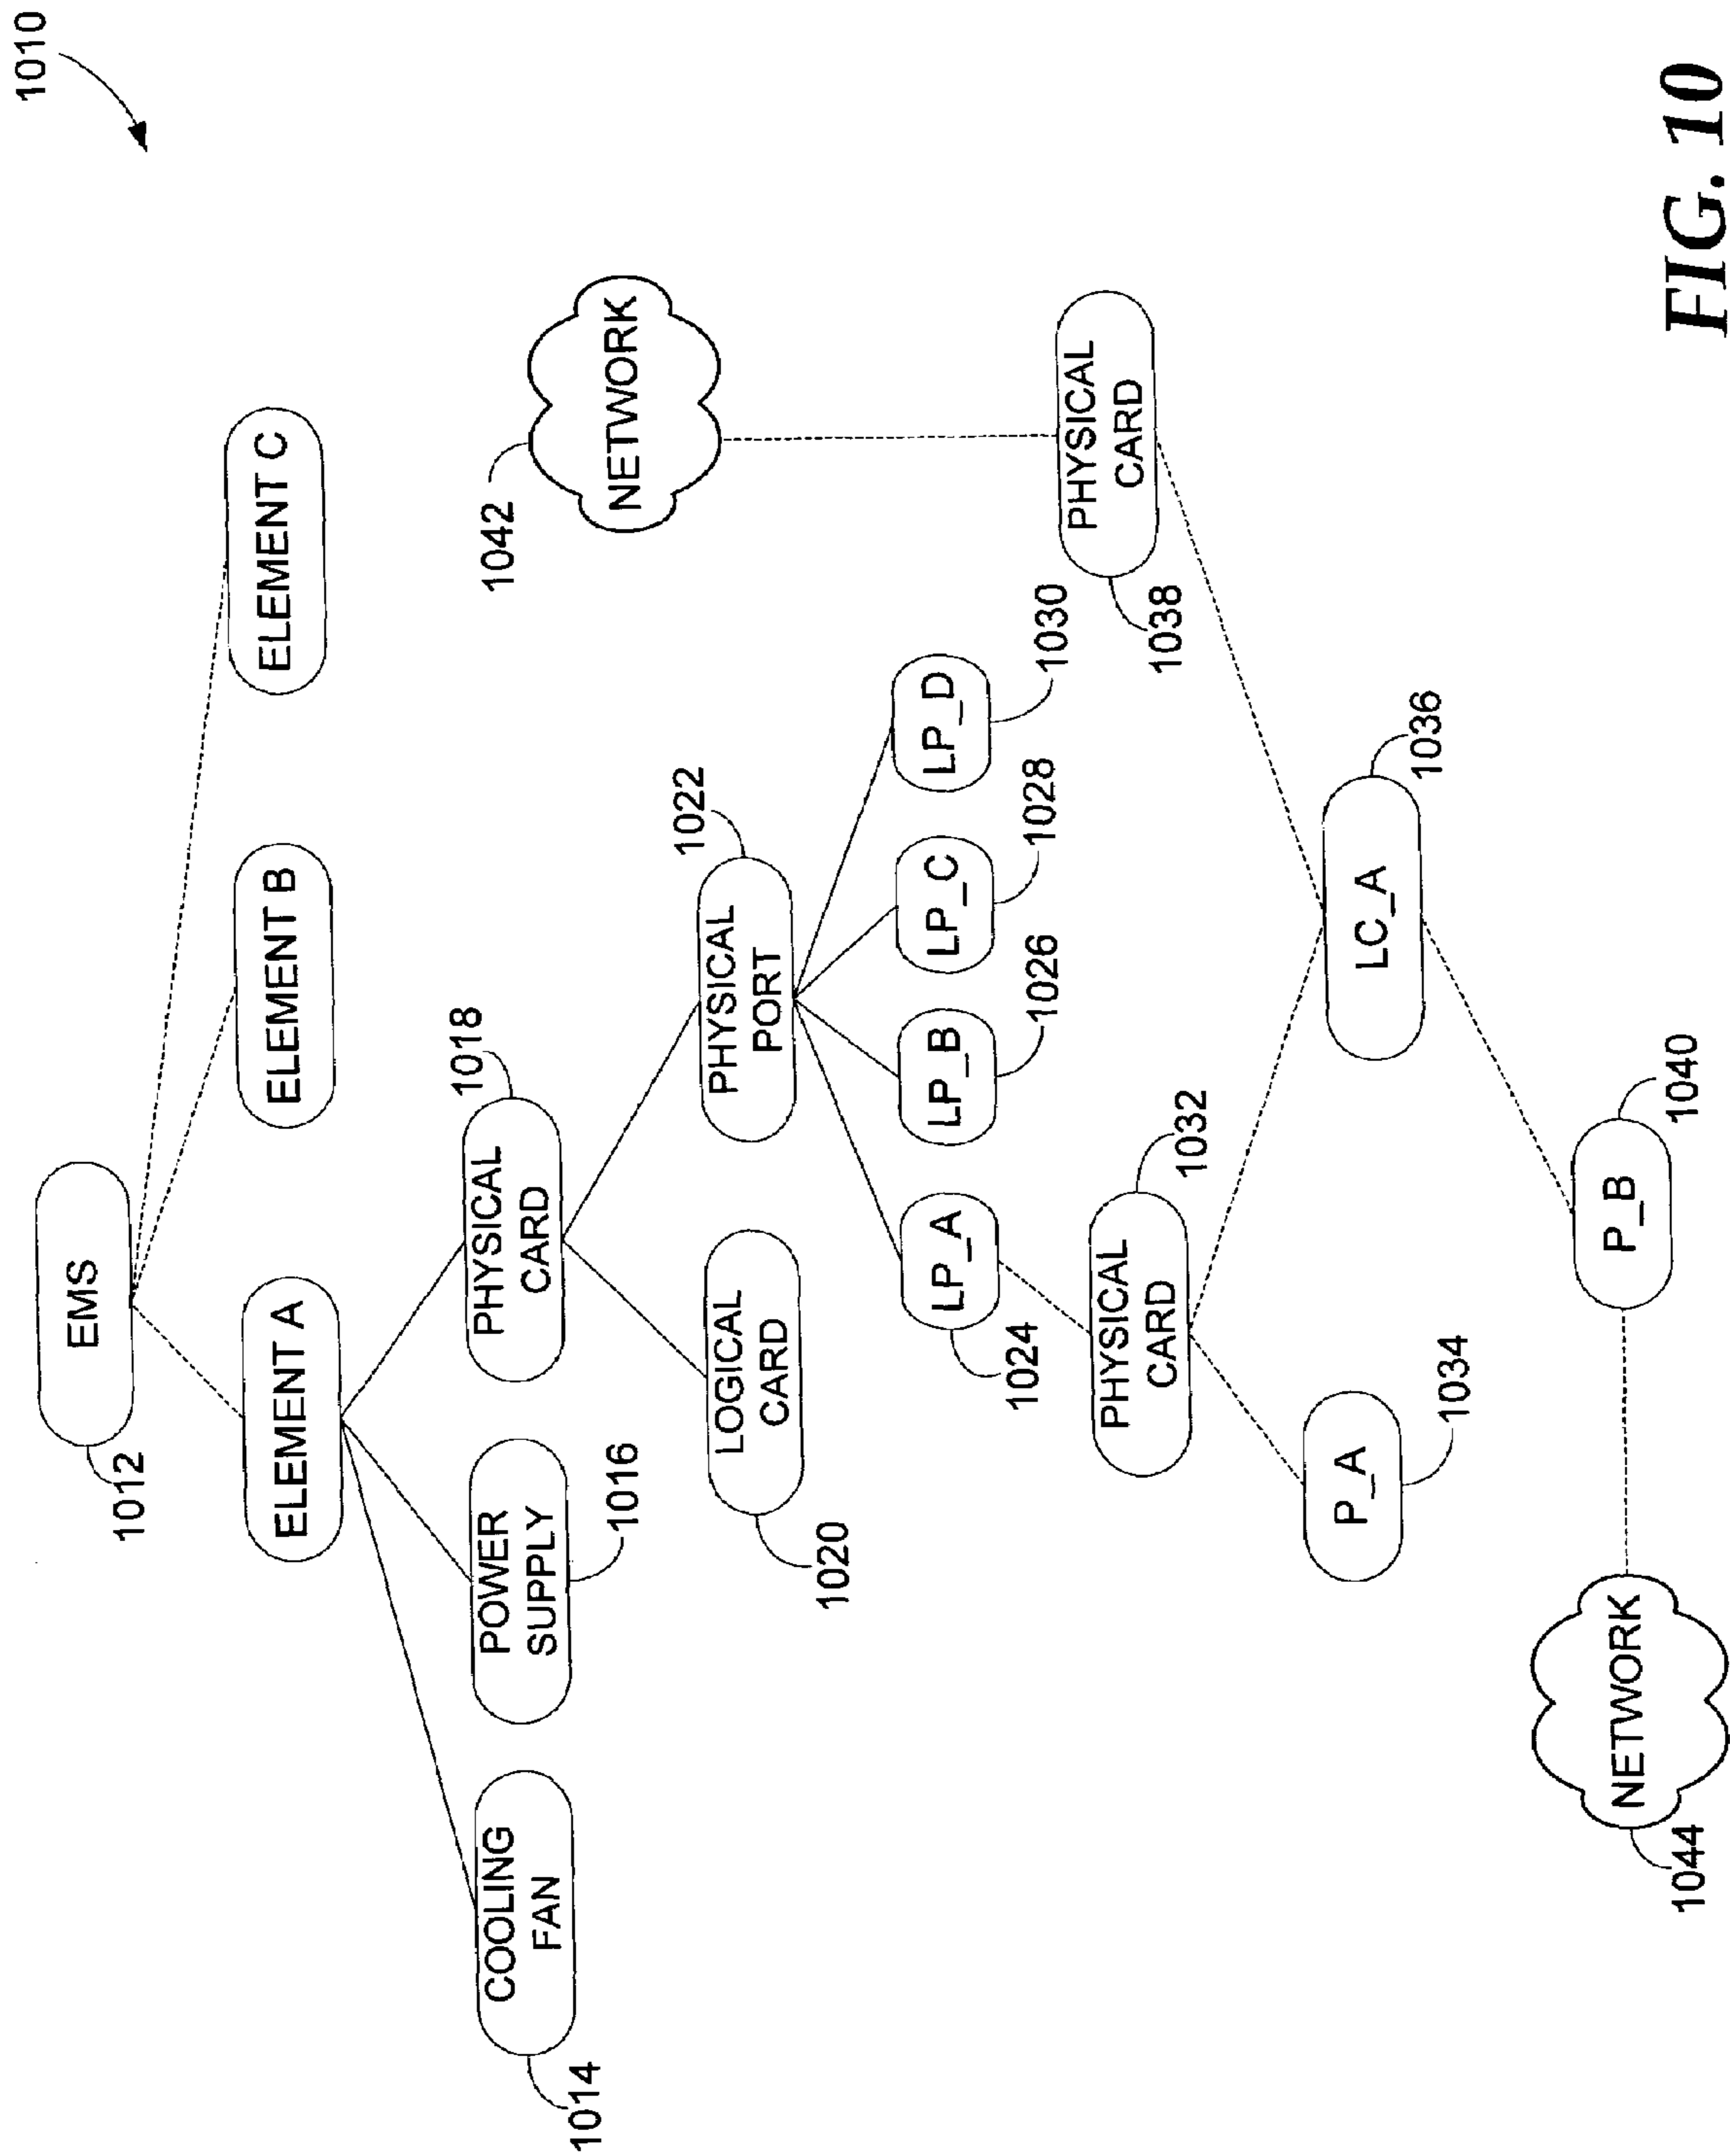 1010
EMS
1012
ELEMENT A
ELEMENT B
ELEMENT C
COOLING
FAN
1014
POWER
SUPPLY
1016
PHYSICAL
CARD
1018
NETWORK
1042
LOGICAL
CARD
1020
PHYSICAL
PORT
1022
LP_A
1024
LP_B
1026
LP_C
1028
LP_D
1030
PHYSICAL
CARD
1032
PHYSICAL
CARD
1038
P_A
1034
LC_A
1036
NETWORK
1044
P_B
1040
FIG. 10